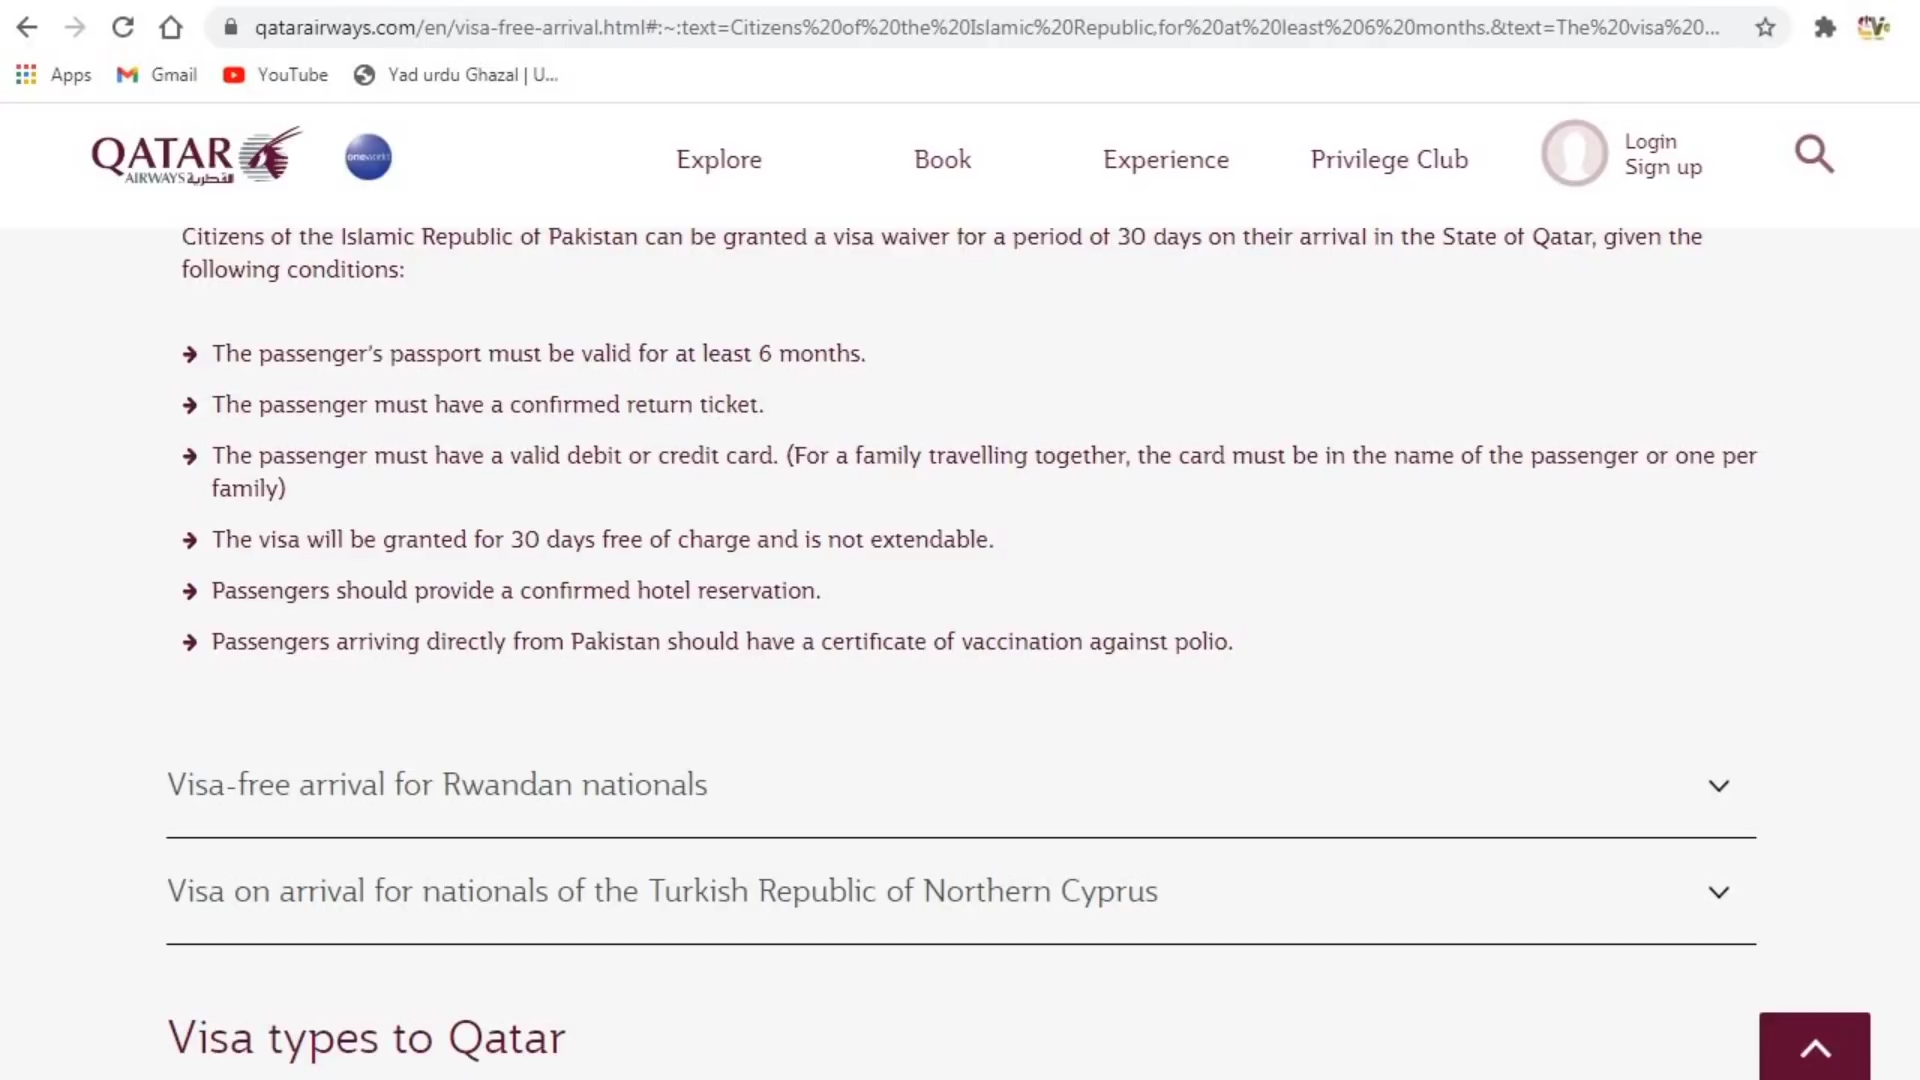 qatarairways.com/en/visa-free-arrival.html#:~:text=Citizens%20of%20the%20Islamic%20Republic,for%20at%20least%206%20months.&text=The%20visa%20...
Apps Gmail YouTube Yad urdu Ghazal | U...
QATAR
AIRWAYS القطرية
oneworld
Explore Book Experience Privilege Club
Login
Sign up
Citizens of the Islamic Republic of Pakistan can be granted a visa waiver for a period of 30 days on their arrival in the State of Qatar, given the
following conditions:
The passenger's passport must be valid for at least 6 months.
The passenger must have a confirmed return ticket.
The passenger must have a valid debit or credit card. (For a family travelling together, the card must be in the name of the passenger or one per
family)
The visa will be granted for 30 days free of charge and is not extendable.
Passengers should provide a confirmed hotel reservation.
Passengers arriving directly from Pakistan should have a certificate of vaccination against polio.
Visa-free arrival for Rwandan nationals
Visa on arrival for nationals of the Turkish Republic of Northern Cyprus
Visa types to Qatar